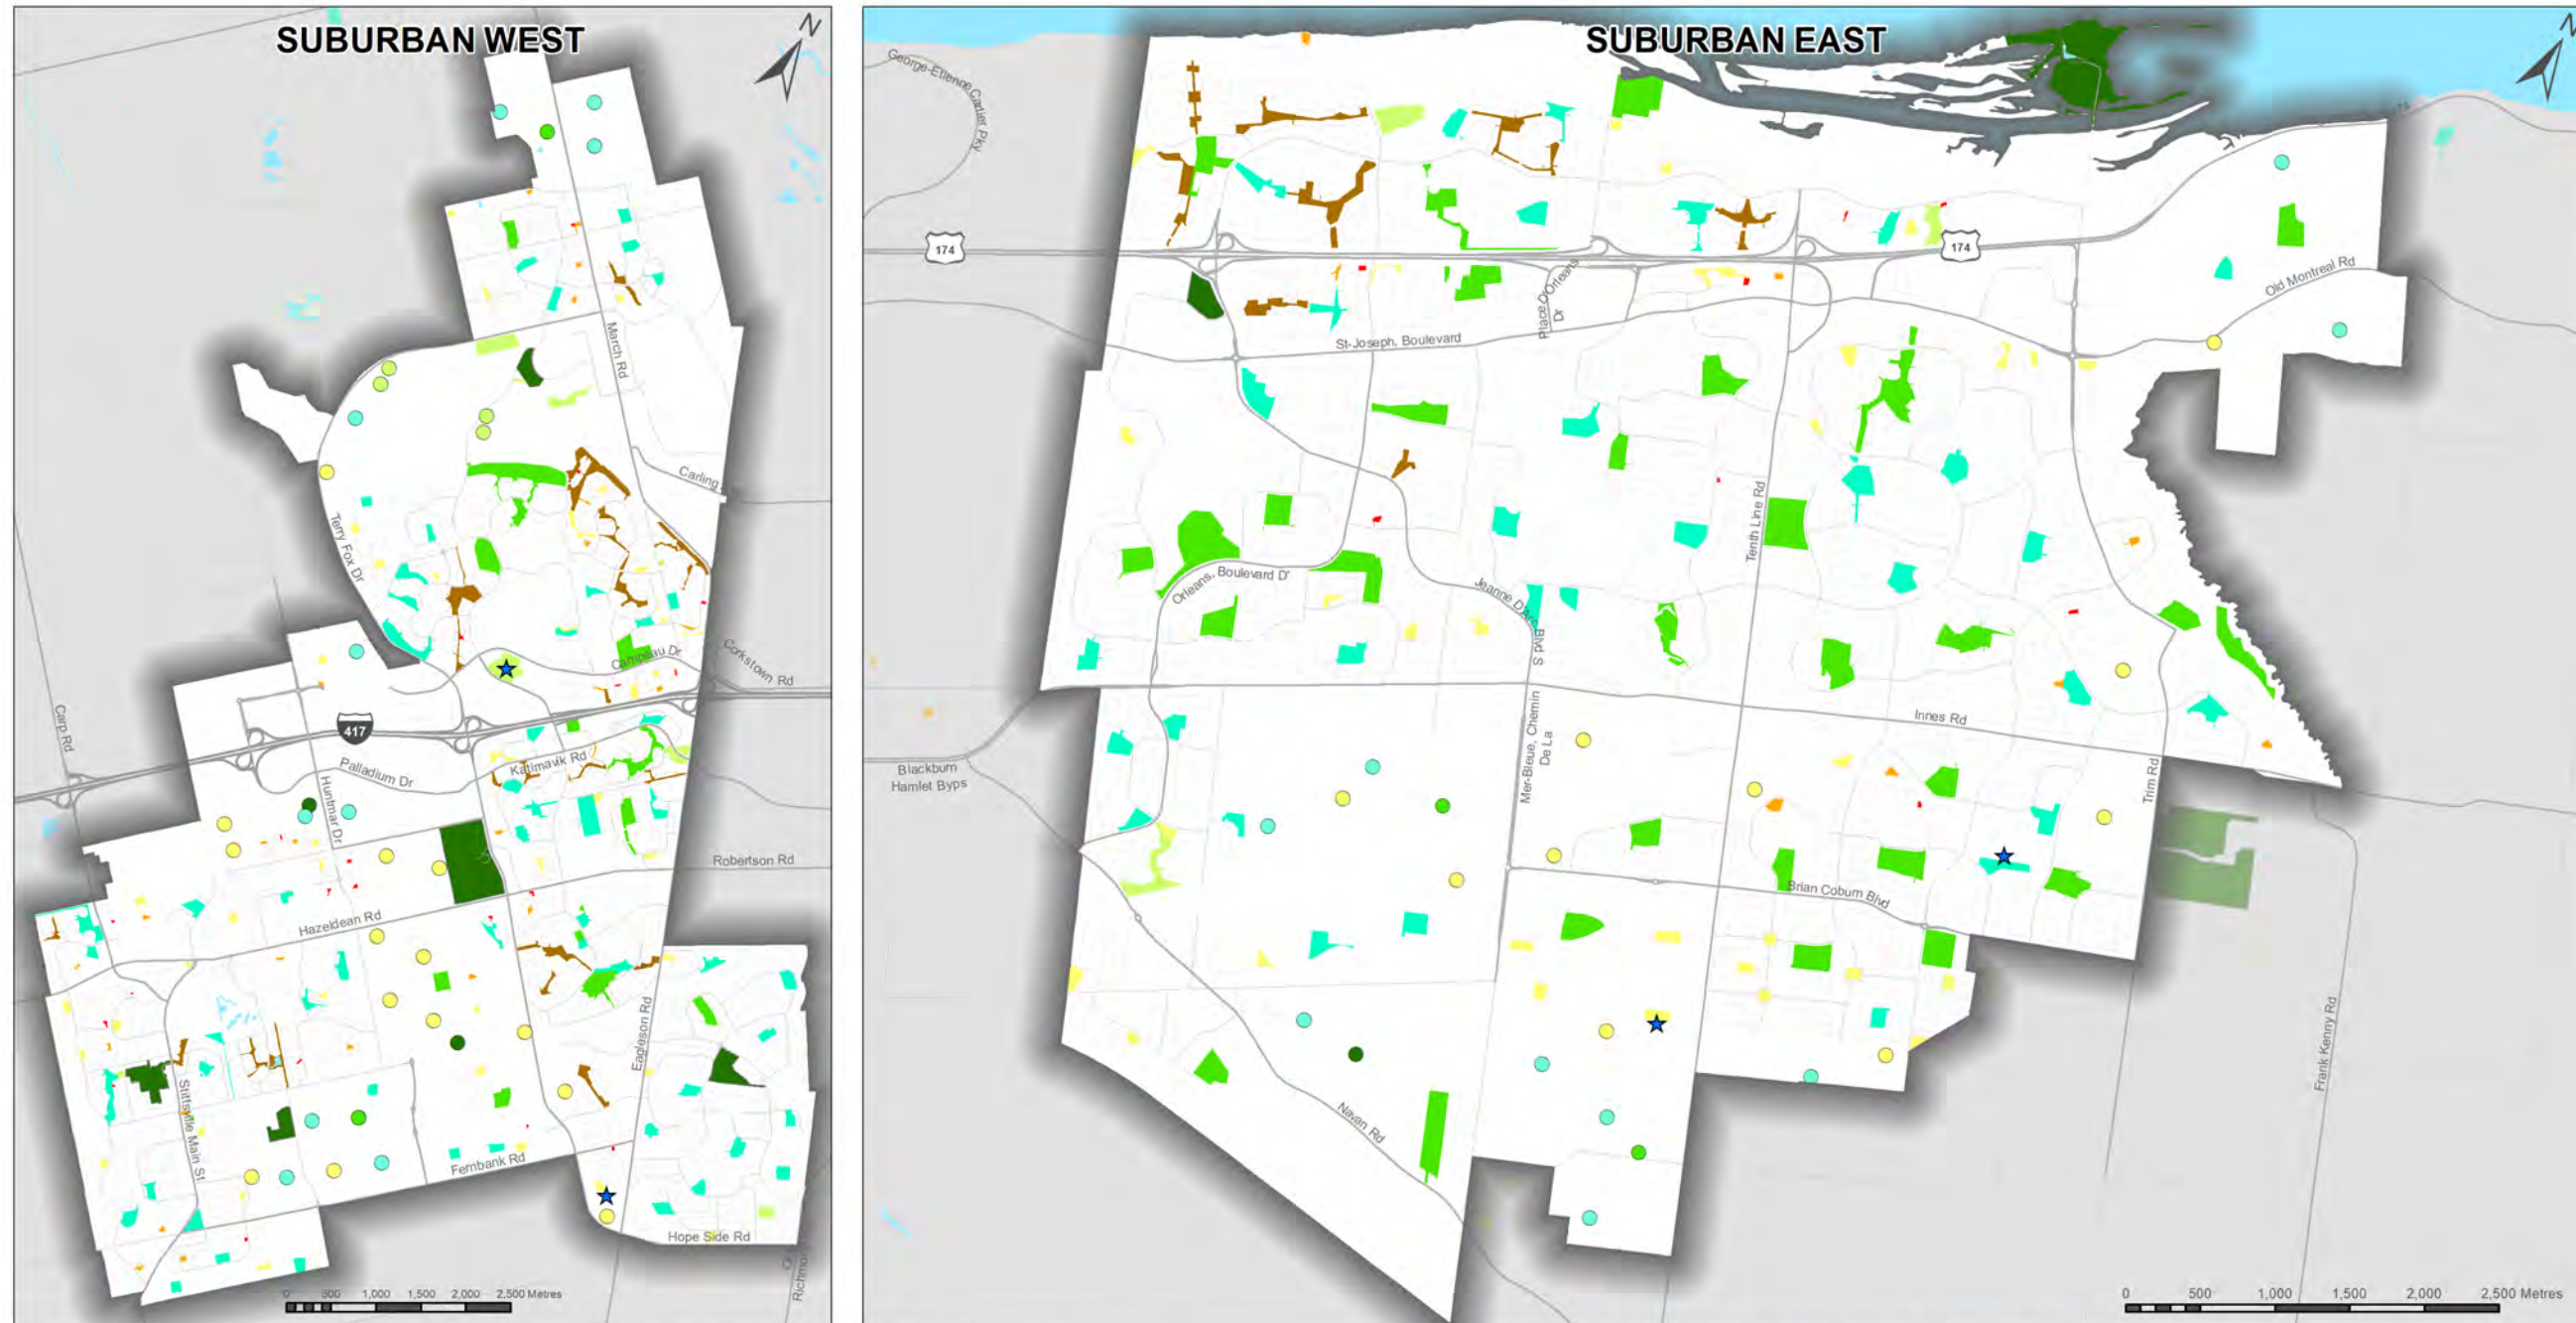 SUBURBAN WEST
N
March Rd
Carling
Terry Fox Dr
Campeau Dr
Corkstown Rd
Carp Rd
417
Palladium Dr
Katimavik Rd
Huntmar Dr
Robertson Rd
Hazeldean Rd
Eagleson Rd
Stittsville Main St
Fernbank Rd
Hope Side Rd
Richmo
0 500 1,000 1,500 2,000 2,500 Metres
SUBURBAN EAST
N
George-Etienne Cartier Pky
174
174
Old Montreal Rd
Place D'Orleans
Dr
St-Joseph, Boulevard
Tenth Line Rd
Orleans, Boulevard D'
Jeanne D'Arc Blvd. S
Innes Rd
Mer-Bleue, Chemin
De La
Blackburn
Hamlet Byps
Trim Rd
Brian Coburn Blvd
Frank Kenny Rd
Navan Rd
0 500 1,000 1,500 2,000 2,500 Metres